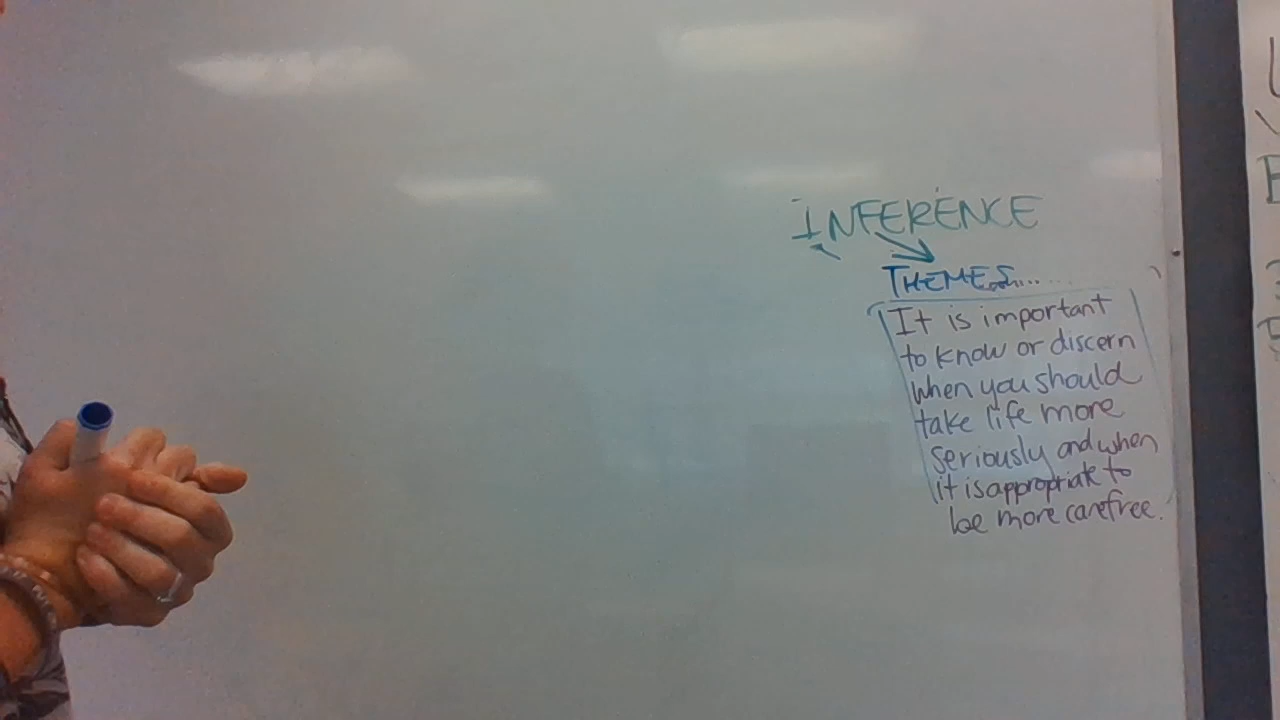 INFERENCE
THEMES...
It is important
to know or discern
when you should
take life more
seriously and when
it is appropriate to
be more carefree.